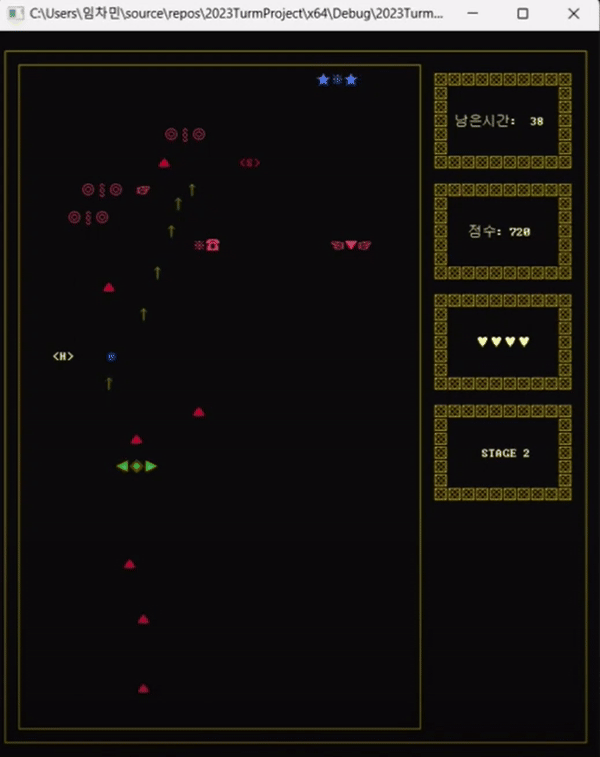 C:\Users\임차민\source\repos\2023TurmProject\x64\Debug\2023Turm...
남은시간: 38
<S>
점수: 720
<H>
STAGE 2